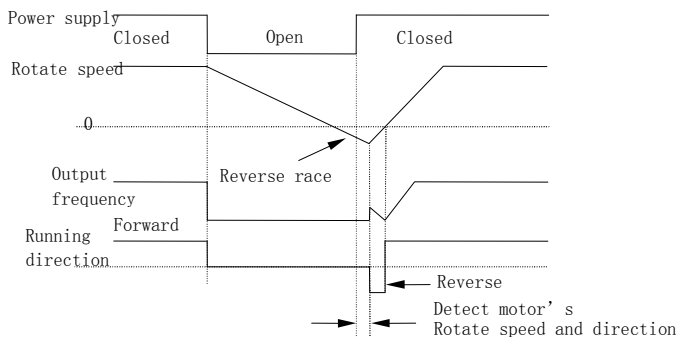 Power supply
Closed
Open
Closed
Rotate speed
0
Reverse race
Output
frequency
Forward
Running
direction
Reverse
Detect motor's
Rotate speed and direction